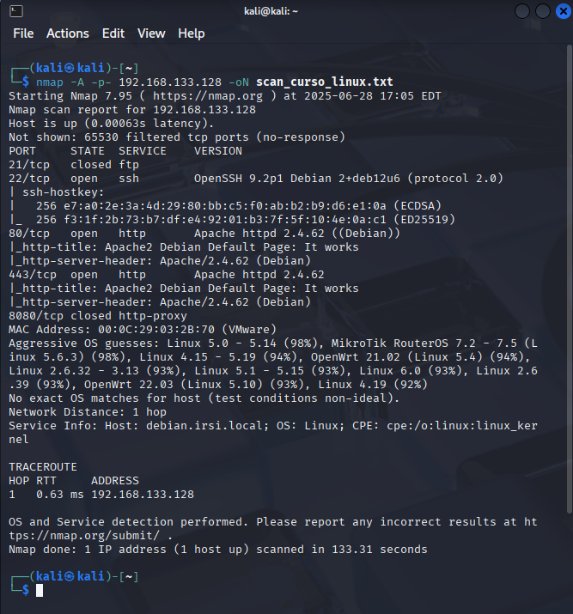 kali@kali: ~
File Actions Edit View Help
┌──(kali㉿kali)-[~]
└─$ nmap -A -p- 192.168.133.128 -oN scan_curso_linux.txt
Starting Nmap 7.95 ( https://nmap.org ) at 2025-06-28 17:05 EDT
Nmap scan report for 192.168.133.128
Host is up (0.00063s latency).
Not shown: 65530 filtered tcp ports (no-response)
PORT     STATE  SERVICE    VERSION
21/tcp   closed ftp
22/tcp   open   ssh        OpenSSH 9.2p1 Debian 2+deb12u6 (protocol 2.0)
| ssh-hostkey:
|   256 e7:a0:2e:3a:4d:29:80:bb:c5:f0:ab:b2:b9:d6:e1:0a (ECDSA)
|_  256 f3:1f:2b:73:b7:df:e4:92:01:b3:7f:5f:10:4e:0a:c1 (ED25519)
80/tcp   open   http       Apache httpd 2.4.62 ((Debian))
|_http-title: Apache2 Debian Default Page: It works
|_http-server-header: Apache/2.4.62 (Debian)
443/tcp  open   http       Apache httpd 2.4.62
|_http-title: Apache2 Debian Default Page: It works
|_http-server-header: Apache/2.4.62 (Debian)
8080/tcp closed http-proxy
MAC Address: 00:0C:29:03:2B:70 (VMware)
Aggressive OS guesses: Linux 5.0 - 5.14 (98%), MikroTik RouterOS 7.2 - 7.5 (L
inux 5.6.3) (98%), Linux 4.15 - 5.19 (94%), OpenWrt 21.02 (Linux 5.4) (94%),
Linux 2.6.32 - 3.13 (93%), Linux 5.1 - 5.15 (93%), Linux 6.0 (93%), Linux 2.6
.39 (93%), OpenWrt 22.03 (Linux 5.10) (93%), Linux 4.19 (92%)
No exact OS matches for host (test conditions non-ideal).
Network Distance: 1 hop
Service Info: Host: debian.irsi.local; OS: Linux; CPE: cpe:/o:linux:linux_ker
nel
TRACEROUTE
HOP RTT     ADDRESS
1   0.63 ms 192.168.133.128
OS and Service detection performed. Please report any incorrect results at ht
tps://nmap.org/submit/ .
Nmap done: 1 IP address (1 host up) scanned in 133.31 seconds
┌──(kali㉿kali)-[~]
└─$